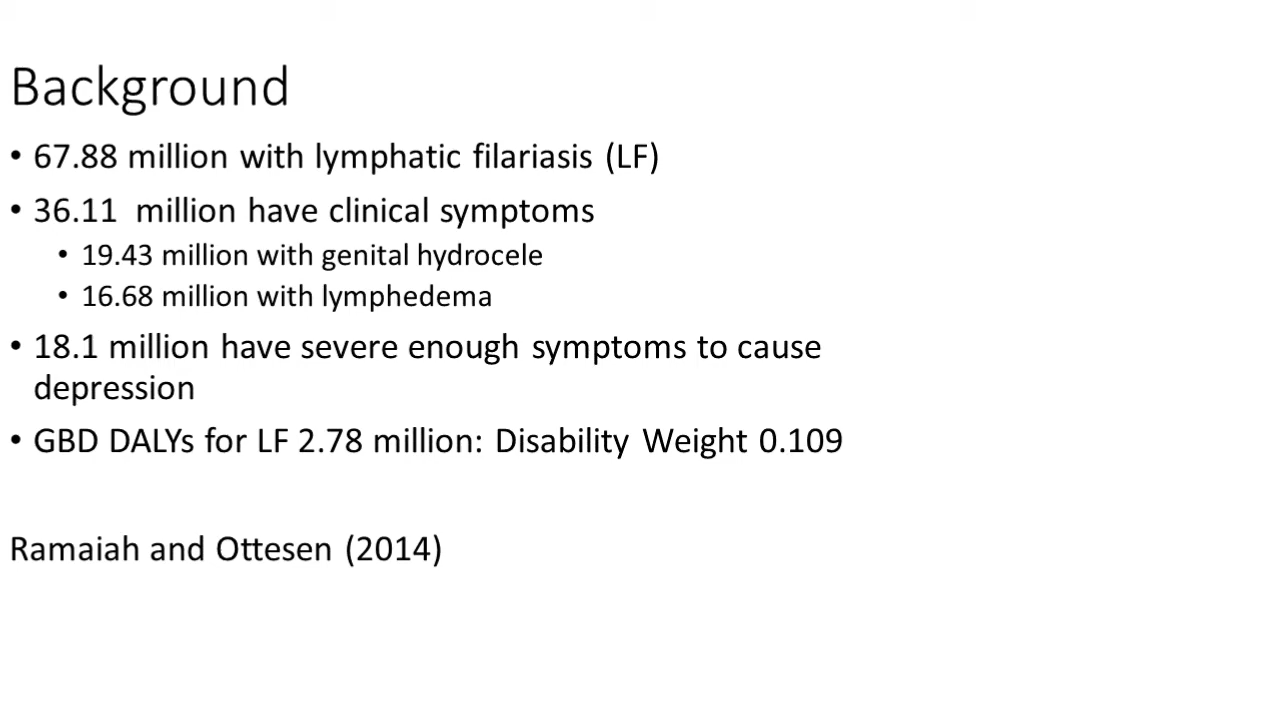 Background
• 67.88 million with lymphatic filariasis (LF)
• 36.11 million have clinical symptoms
• 19.43 million with genital hydrocele
• 16.68 million with lymphedema
• 18.1 million have severe enough symptoms to cause
depression
• GBD DALYs for LF 2.78 million: Disability Weight 0.109
Ramaiah and Ottesen (2014)